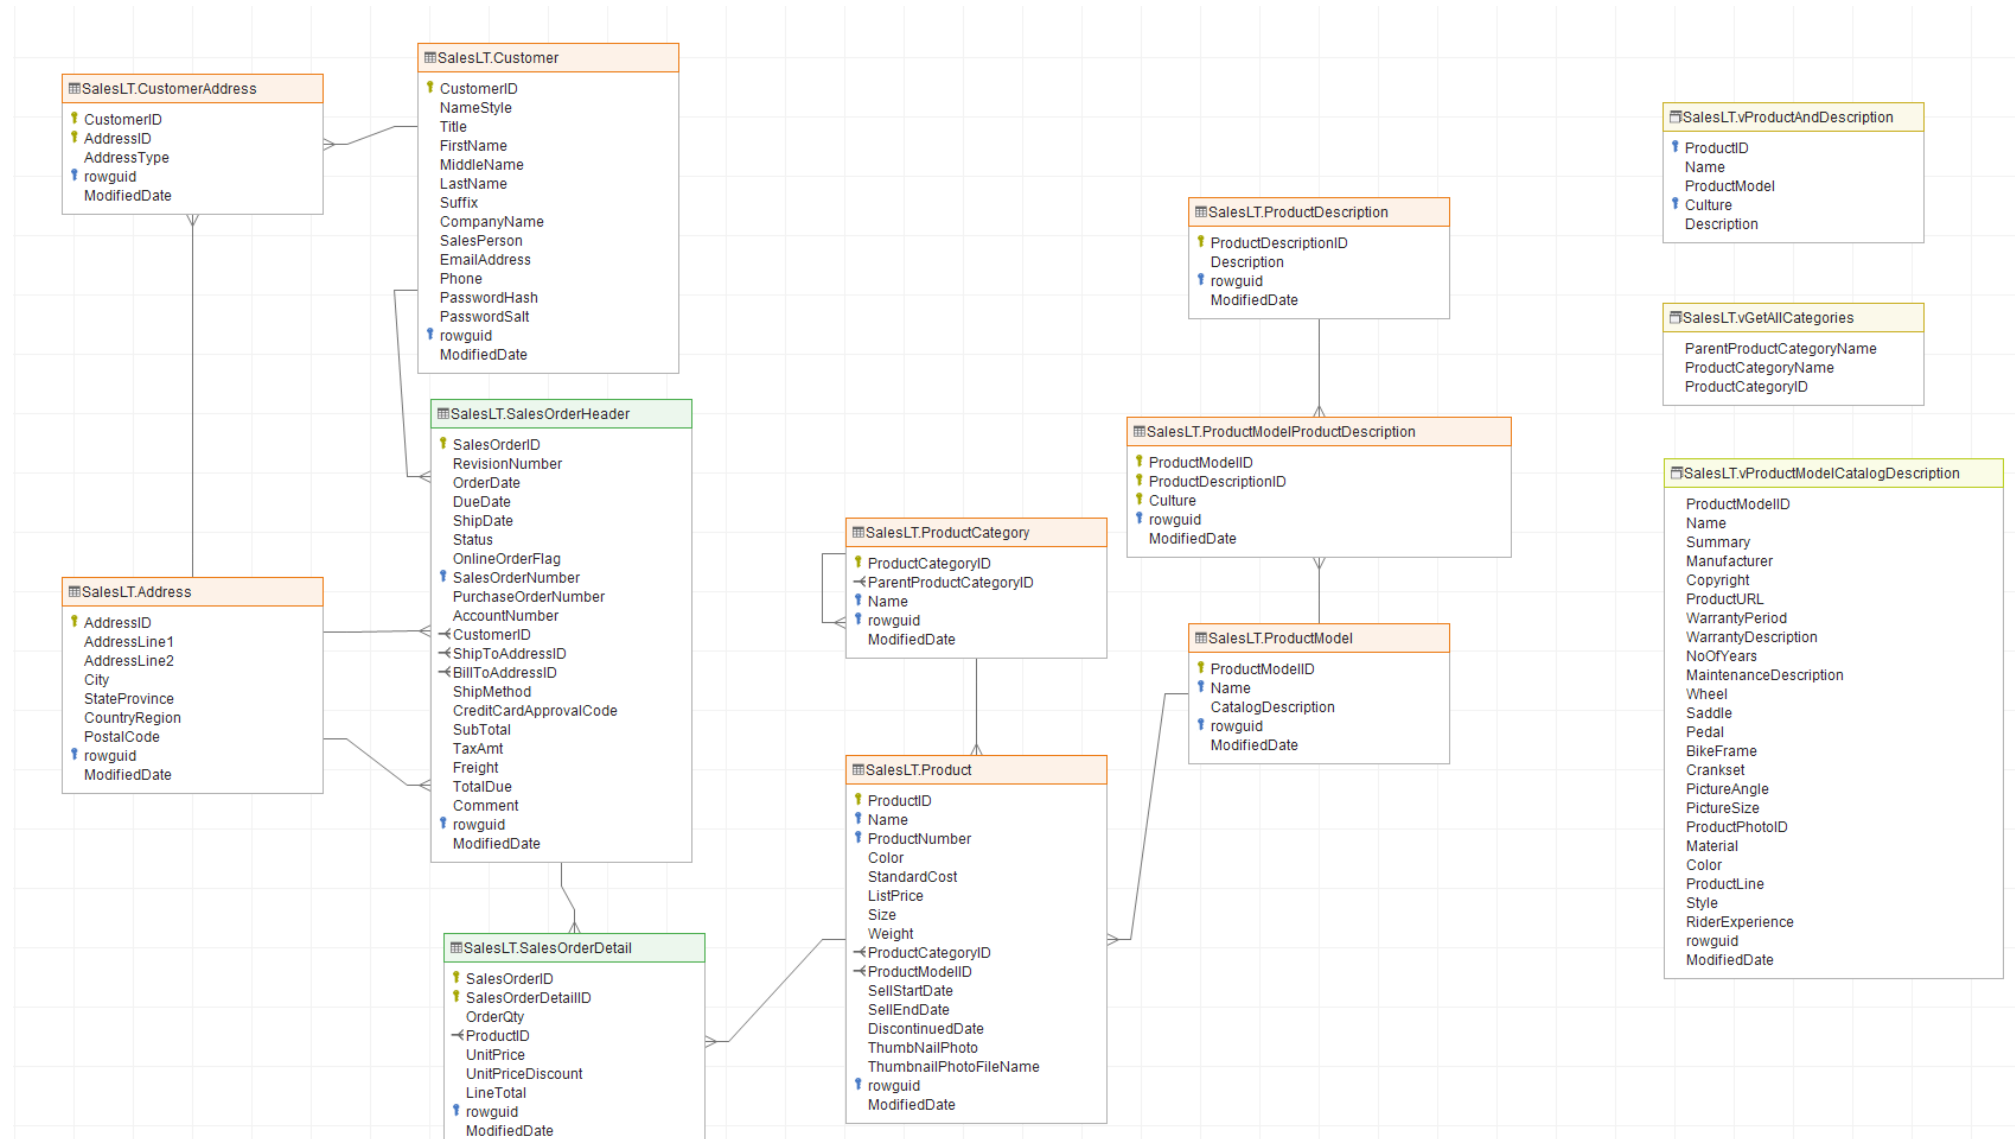 SalesLT.CustomerAddress
CustomerID
AddressID
AddressType
rowguid
ModifiedDate
SalesLT.Customer
CustomerID
NameStyle
Title
FirstName
MiddleName
LastName
Suffix
CompanyName
SalesPerson
EmailAddress
Phone
PasswordHash
PasswordSalt
rowguid
ModifiedDate
SalesLT.Address
AddressID
AddressLine1
AddressLine2
City
StateProvince
CountryRegion
PostalCode
rowguid
ModifiedDate
SalesLT.SalesOrderHeader
SalesOrderID
RevisionNumber
OrderDate
DueDate
ShipDate
Status
OnlineOrderFlag
SalesOrderNumber
PurchaseOrderNumber
AccountNumber
CustomerID
ShipToAddressID
BillToAddressID
ShipMethod
CreditCardApprovalCode
SubTotal
TaxAmt
Freight
TotalDue
Comment
rowguid
ModifiedDate
SalesLT.SalesOrderDetail
SalesOrderID
SalesOrderDetailID
OrderQty
ProductID
UnitPrice
UnitPriceDiscount
LineTotal
rowguid
ModifiedDate
SalesLT.ProductCategory
ProductCategoryID
ParentProductCategoryID
Name
rowguid
ModifiedDate
SalesLT.Product
ProductID
Name
ProductNumber
Color
StandardCost
ListPrice
Size
Weight
ProductCategoryID
ProductModelID
SellStartDate
SellEndDate
DiscontinuedDate
ThumbNailPhoto
ThumbnailPhotoFileName
rowguid
ModifiedDate
SalesLT.ProductDescription
ProductDescriptionID
Description
rowguid
ModifiedDate
SalesLT.ProductModelProductDescription
ProductModelID
ProductDescriptionID
Culture
rowguid
ModifiedDate
SalesLT.ProductModel
ProductModelID
Name
CatalogDescription
rowguid
ModifiedDate
SalesLT.vProductAndDescription
ProductID
Name
ProductModel
Culture
Description
SalesLT.vGetAllCategories
ParentProductCategoryName
ProductCategoryName
ProductCategoryID
SalesLT.vProductModelCatalogDescription
ProductModelID
Name
Summary
Manufacturer
Copyright
ProductURL
WarrantyPeriod
WarrantyDescription
NoOfYears
MaintenanceDescription
Wheel
Saddle
Pedal
BikeFrame
Crankset
PictureAngle
PictureSize
ProductPhotoID
Material
Color
ProductLine
Style
RiderExperience
rowguid
ModifiedDate